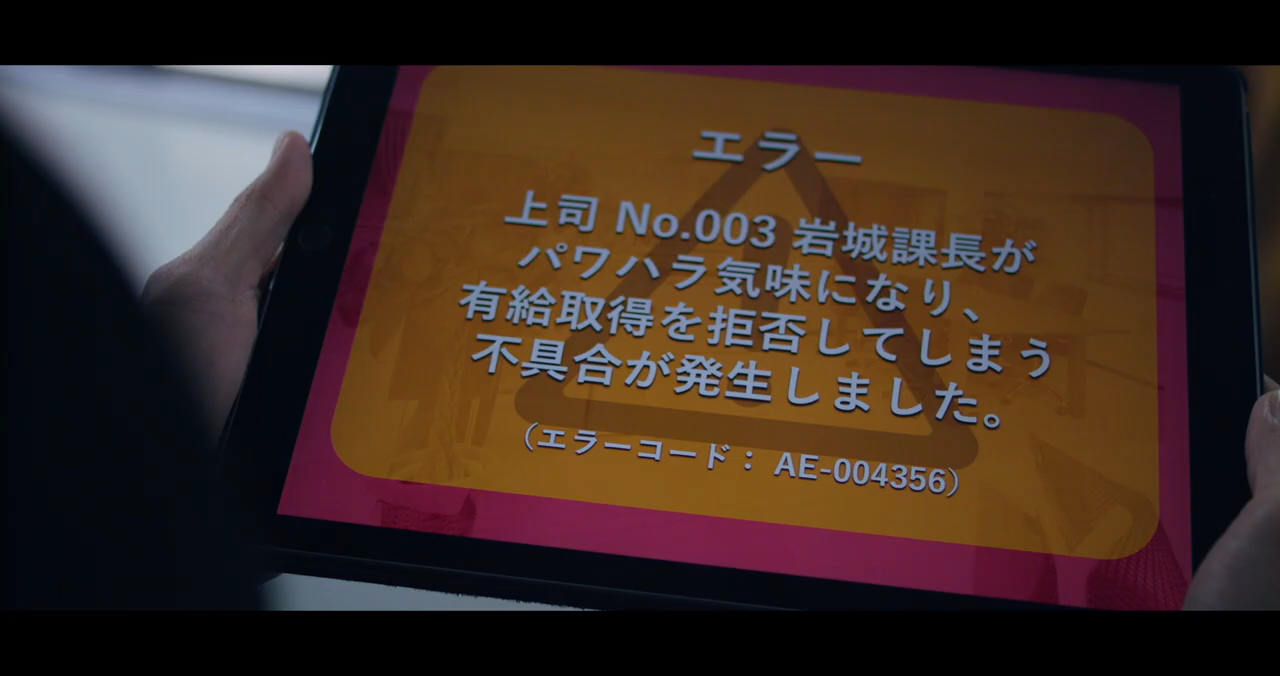 エラー
上司 No.003 岩城課長が
パワハラ気味になり、
有給取得を拒否してしまう
不具合が発生しました。
（エラーコード： AE-004356）